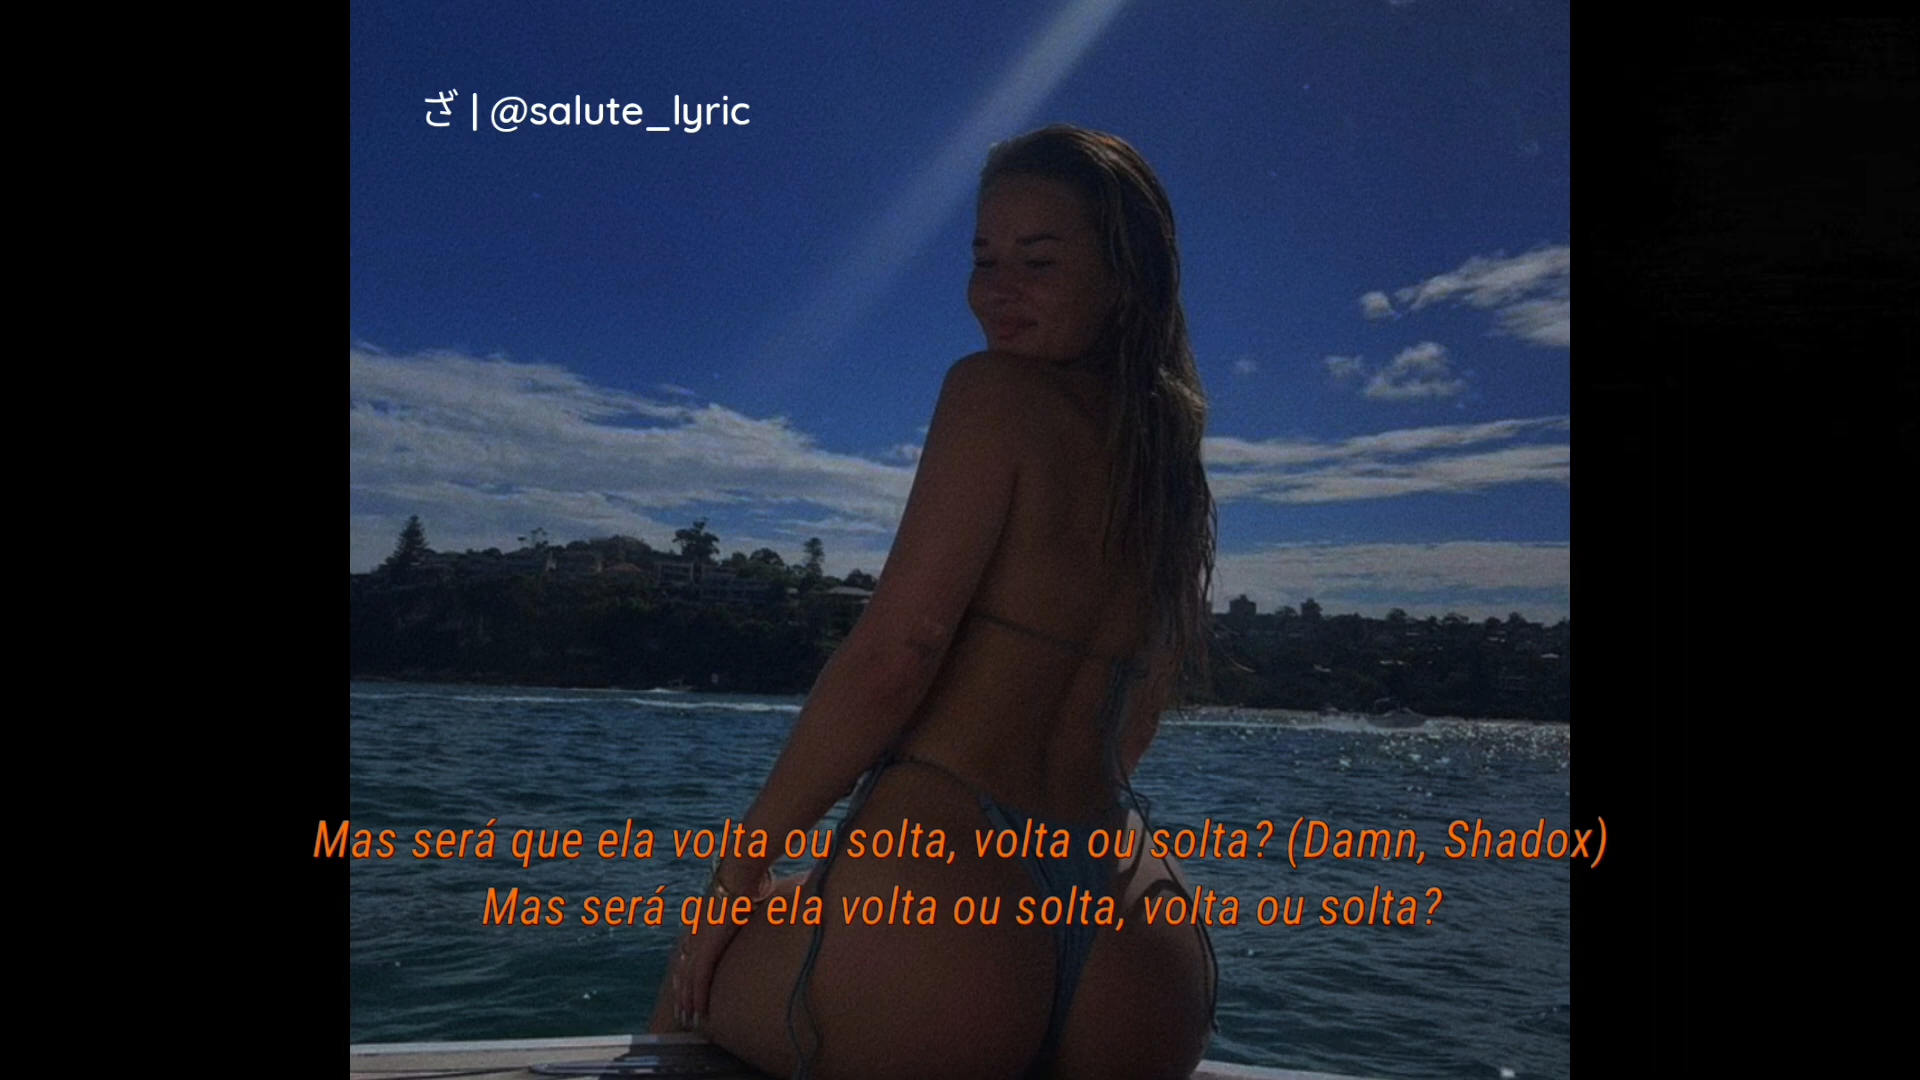 ざ | @salute_lyric
Mas será que ela volta ou solta, volta ou solta? (Damn, Shadox)
Mas será que ela volta ou solta, volta ou solta?